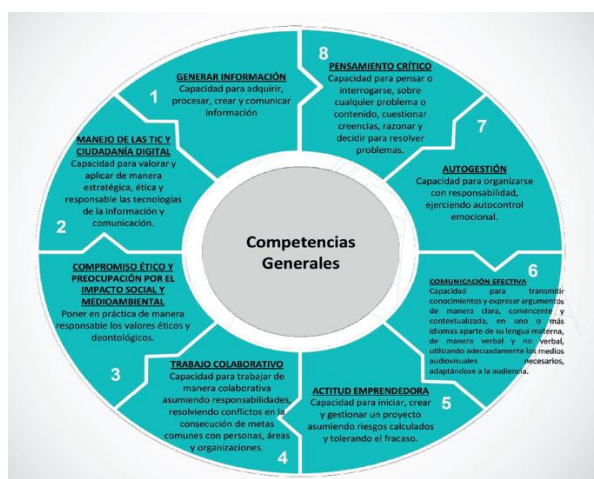 1
GENERAR INFORMACIÓN
Capacidad para adquirir,
procesar, crear y comunicar
información
2
MANEJO DE LAS TIC Y
CIUDADANÍA DIGITAL
Capacidad para valorar y
aplicar de manera
estratégica, ética y
responsable las tecnologías
de la información y
comunicación.
3
COMPROMISO ÉTICO Y
PREOCUPACIÓN POR EL
IMPACTO SOCIAL Y
MEDIOAMBIENTAL
Poner en práctica de manera
responsable los valores éticos y
deontológicos.
4
TRABAJO COLABORATIVO
Capacidad para trabajar de
manera colaborativa
asumiendo responsabilidades,
resolviendo conflictos en la
consecución de metas
comunes con personas, áreas
y organizaciones.
5
ACTITUD EMPRENDEDORA
Capacidad para iniciar, crear
y gestionar un proyecto
asumiendo riesgos calculados
y tolerando el fracaso.
6
COMUNICACIÓN EFECTIVA
Capacidad para transmitir
conocimientos y expresar argumentos
de manera clara, convincente y
contextualizada, en uno o más
idiomas aparte de su lengua materna,
de manera verbal y no verbal,
utilizando adecuadamente los medios
audiovisuales necesarios,
adaptándose a la audiencia.
7
AUTOGESTIÓN
Capacidad para organizarse
con responsabilidad,
ejerciendo autocontrol
emocional.
8
PENSAMIENTO CRÍTICO
Capacidad para pensar o
interrogarse, sobre
cualquier problema o
contenido, cuestionar
creencias, razonar y
decidir para resolver
problemas.
Competencias
Generales